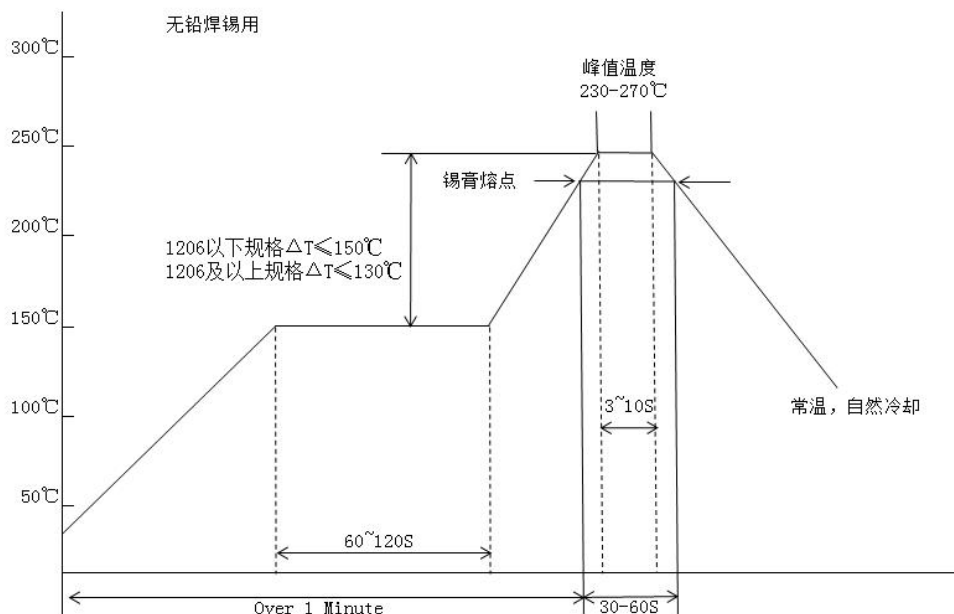 无铅焊锡用
300℃
峰值温度
230-270℃
250℃
锡膏熔点
200℃
1206以下规格△T≤150℃
1206及以上规格△T≤130℃
150℃
100℃
3~10S
常温，自然冷却
50℃
60~120S
Over 1 Minute
30-60S